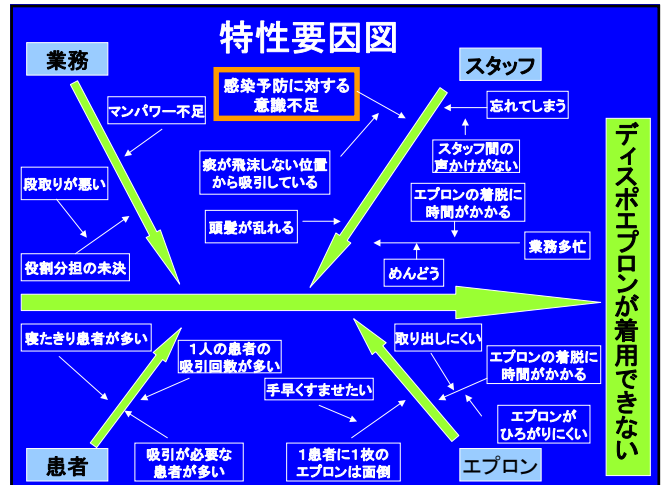 特性要因図
業務
スタッフ
感染予防に対する
意識不足
マンパワー不足
忘れてしまう
痰が飛沫しない位置
から吸引している
スタッフ間の
声かけがない
段取りが悪い
エプロンの着脱に
時間がかかる
頭髪が乱れる
業務多忙
役割分担の未決
めんどう
ディスポエプロンが着用できない
寝たきり患者が多い
1人の患者の
吸引回数が多い
取り出しにくい
エプロンの着脱に
時間がかかる
手早くすませたい
エプロンが
ひろがりにくい
吸引が必要な
患者が多い
1患者に1枚の
エプロンは面倒
患者
エプロン